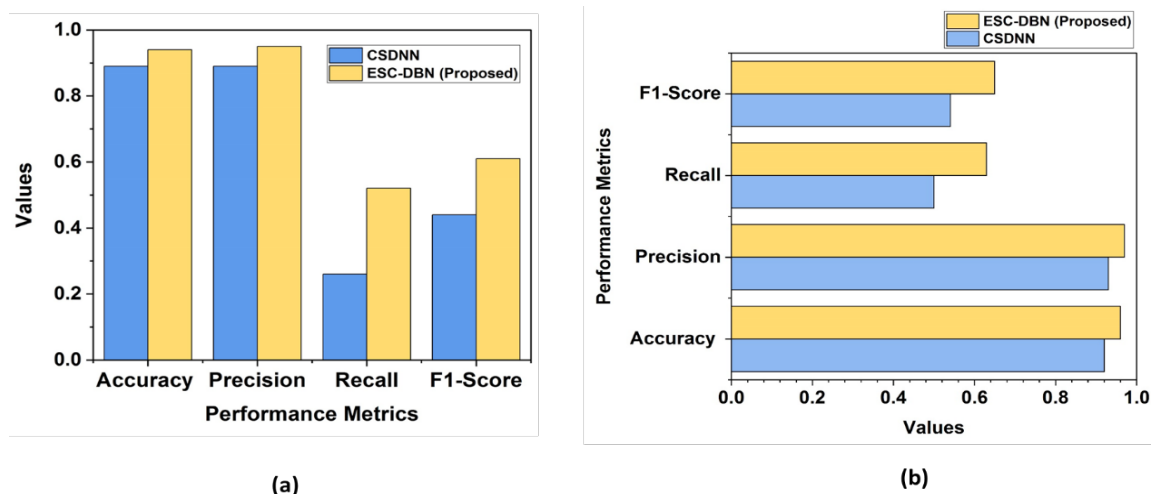 1.0
0.8
0.6
0.4
0.2
0.0
Values
CSDNN
ESC-DBN (Proposed)
Accuracy Precision Recall F1-Score
Performance Metrics
(a)
ESC-DBN (Proposed)
CSDNN
Performance Metrics
F1-Score
Recall
Precision
Accuracy
0.0 0.2 0.4 0.6 0.8 1.0
Values
(b)